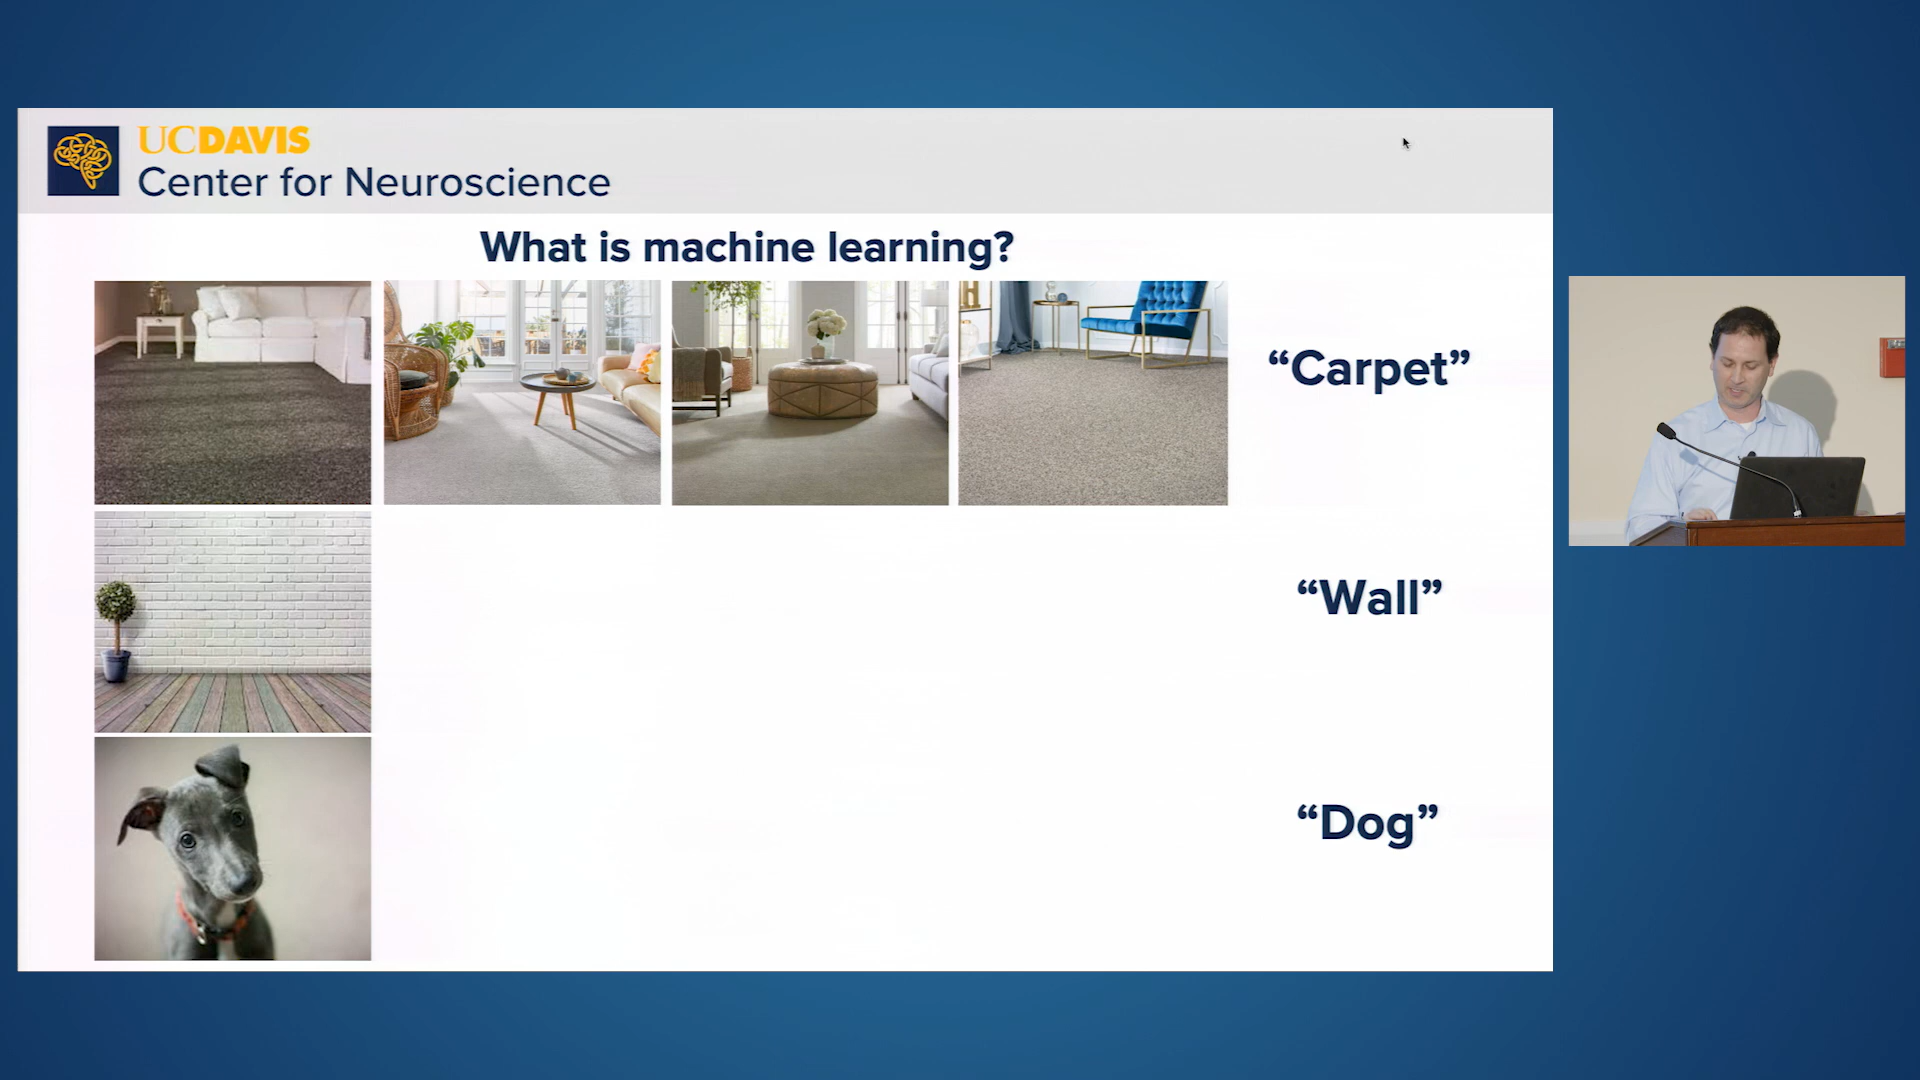 UCDAVIS
Center for Neuroscience
What is machine learning?
H
“Carpet”
“Wall”
“Dog”